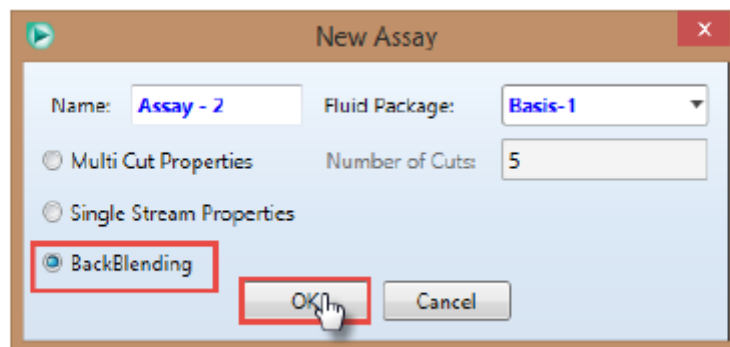 New Assay
x
Name: Assay - 2 Fluid Package: Basis-1
Multi Cut Properties Number of Cuts: 5
Single Stream Properties
BackBlending
OK Cancel